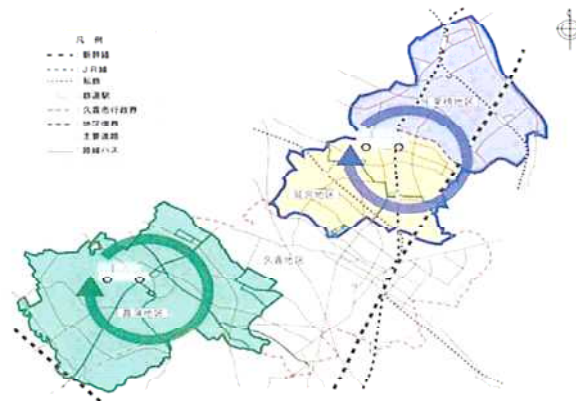 凡 例
新幹線
JR線
私鉄
鉄道駅
久喜市行政界
地区境界
主要道路
路線バス
栗橋地区
鷲宮地区
久喜地区
菖蒲地区